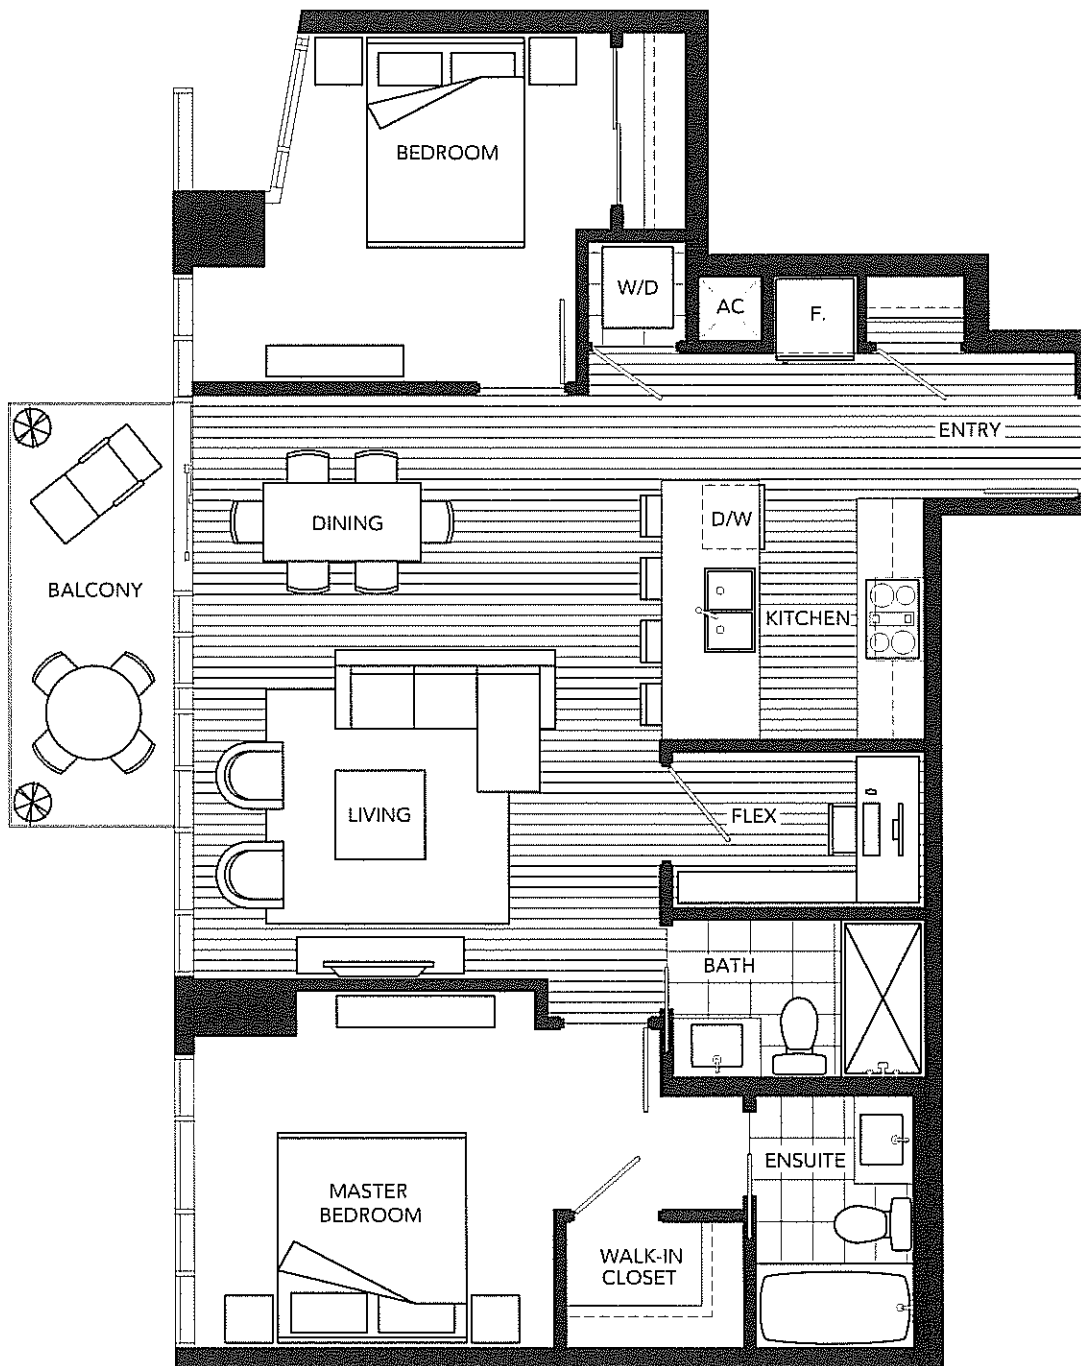 BEDROOM
W/D
AC
F.
ENTRY
DINING
D/W
BALCONY
KITCHEN
LIVING
FLEX
BATH
ENSUITE
MASTER
BEDROOM
WALK-IN
CLOSET